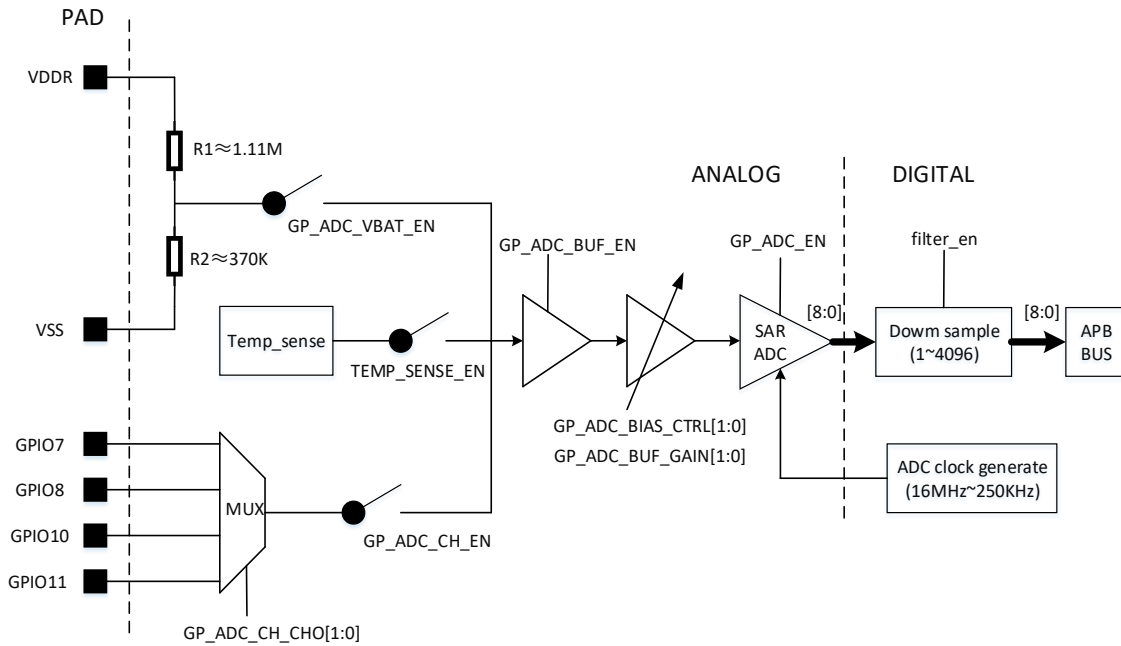 PAD
VDDR
R1≈1.11M
GP_ADC_VBAT_EN
R2≈370K
VSS
Temp_sense
TEMP_SENSE_EN
GPIO7
GPIO8
GPIO10
GPIO11
MUX
GP_ADC_CH_EN
GP_ADC_CH_CHO[1:0]
GP_ADC_BUF_EN
GP_ADC_BIAS_CTRL[1:0]
GP_ADC_BUF_GAIN[1:0]
ANALOG
DIGITAL
GP_ADC_EN
SAR
ADC
[8:0]
filter_en
Dowm sample
(1~4096)
[8:0]
APB
BUS
ADC clock generate
(16MHz~250KHz)